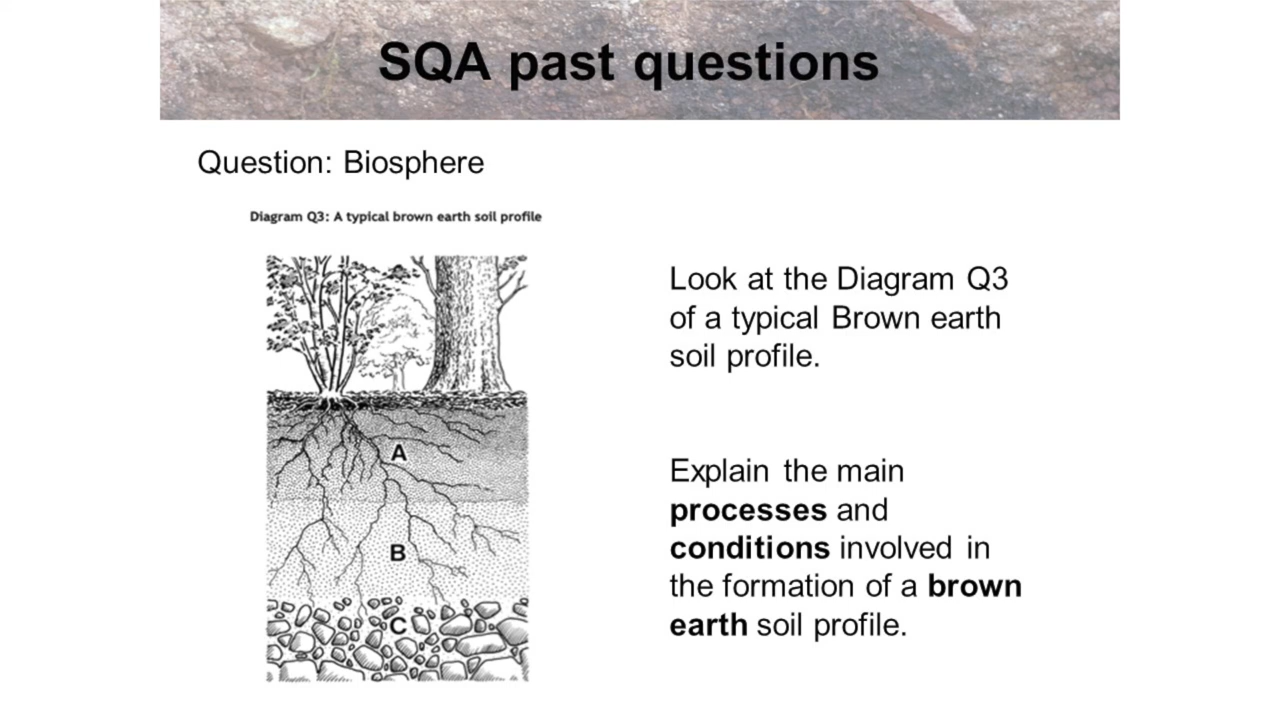 SQA past questions
Question: Biosphere
Diagram Q3: A typical brown earth soil profile
A
B
C
Look at the Diagram Q3
of a typical Brown earth
soil profile.
Explain the main
processes and
conditions involved in
the formation of a brown
earth soil profile.